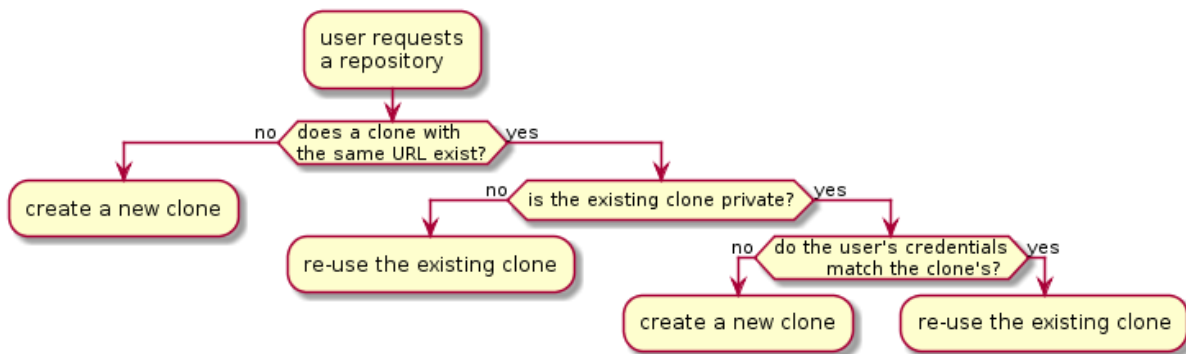 user requests
a repository
no
does a clone with
the same URL exist?
yes
create a new clone
no
is the existing clone private?
yes
re-use the existing clone
no
do the user's credentials
match the clone's?
yes
create a new clone
re-use the existing clone